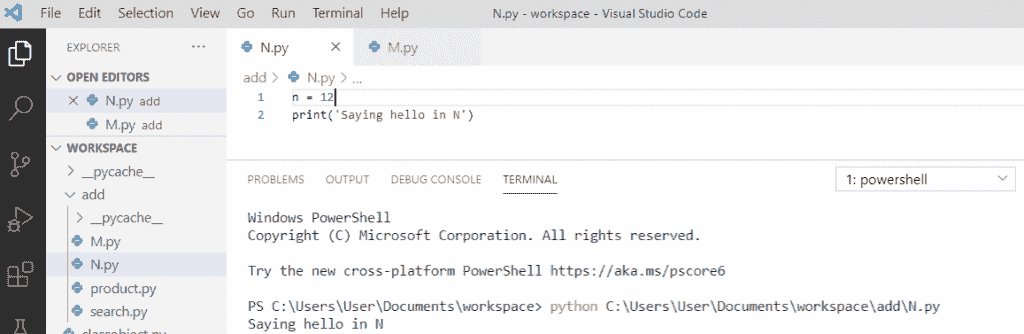 File Edit Selection View Go Run Terminal Help N.py - workspace - Visual Studio Code
EXPLORER ...
OPEN EDITORS
N.py add
M.py add
WORKSPACE
__pycache__
add
__pycache__
M.py
N.py
product.py
search.py
N.py M.py
add > N.py > ...
1 n = 12
2 print('Saying hello in N')
PROBLEMS OUTPUT DEBUG CONSOLE TERMINAL 1: powershell
Windows PowerShell
Copyright (C) Microsoft Corporation. All rights reserved.
Try the new cross-platform PowerShell https://aka.ms/pscore6
PS C:\Users\User\Documents\workspace> python C:\Users\User\Documents\workspace\add\N.py
Saying hello in N